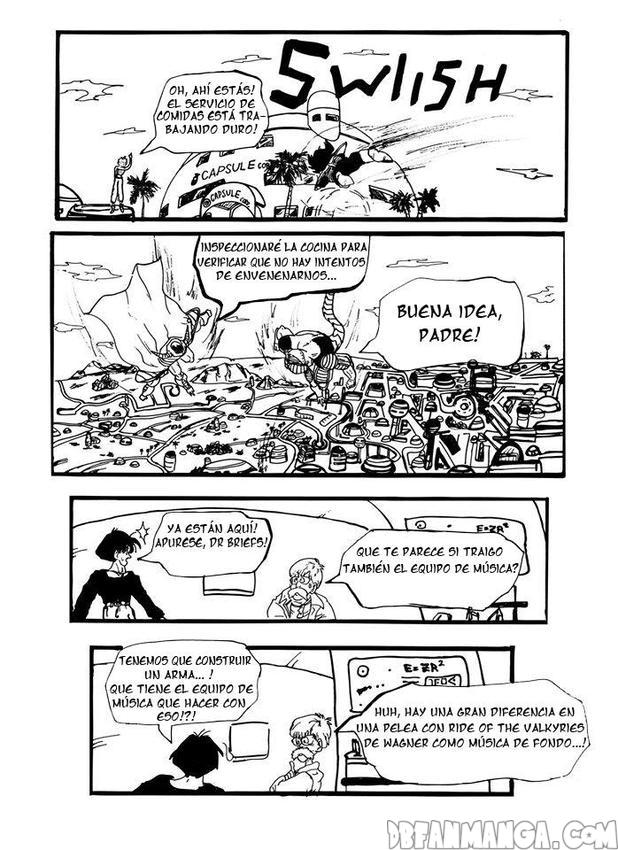 SWIISH
OH, AHÍ ESTÁS!
EL SERVICIO DE
COMIDAS ESTÁ TRA-
BAJANDO DURO!
CAPSULE CO
CAPSULE
INSPECCIONARÉ LA COCINA PARA
VERIFICAR QUE NO HAY INTENTOS
DE ENVENENARNOS...
BUENA IDEA,
PADRE!
YA ESTÁN AQUÍ!
APURESE, DR BRIEFS!
E=ZR²
QUE TE PARECE SI TRAIGO
TAMBIÉN EL EQUIPO DE MÚSICA?
TENEMOS QUE CONSTRUIR
UN ARMA... !
QUE TIENE EL EQUIPO DE
MÚSICA QUE HACER CON
ESO!?!
E=ZR²
HUH, HAY UNA GRAN DIFERENCIA EN
UNA PELEA CON RIDE OF THE VALKYRIES
DE WAGNER COMO MÚSICA DE FONDO...!
DBFANMANGA.COM